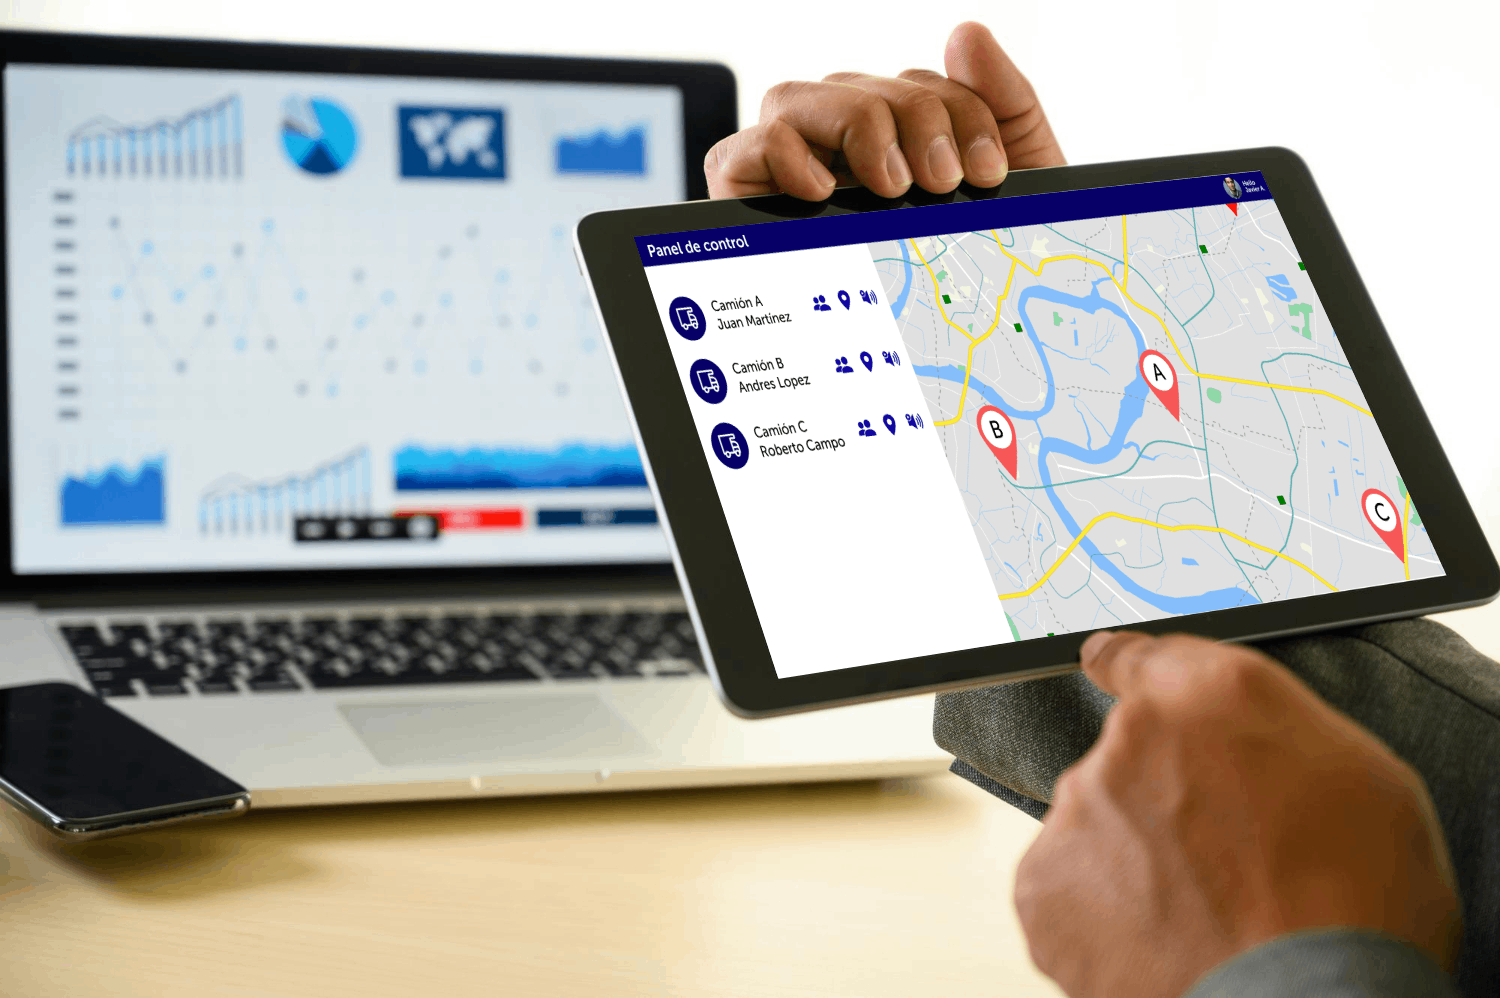 Panel de control
Hello
Javier A.
Camión A
Juan Martinez
Camión B
Andres Lopez
Camión C
Roberto Campo
A
B
C